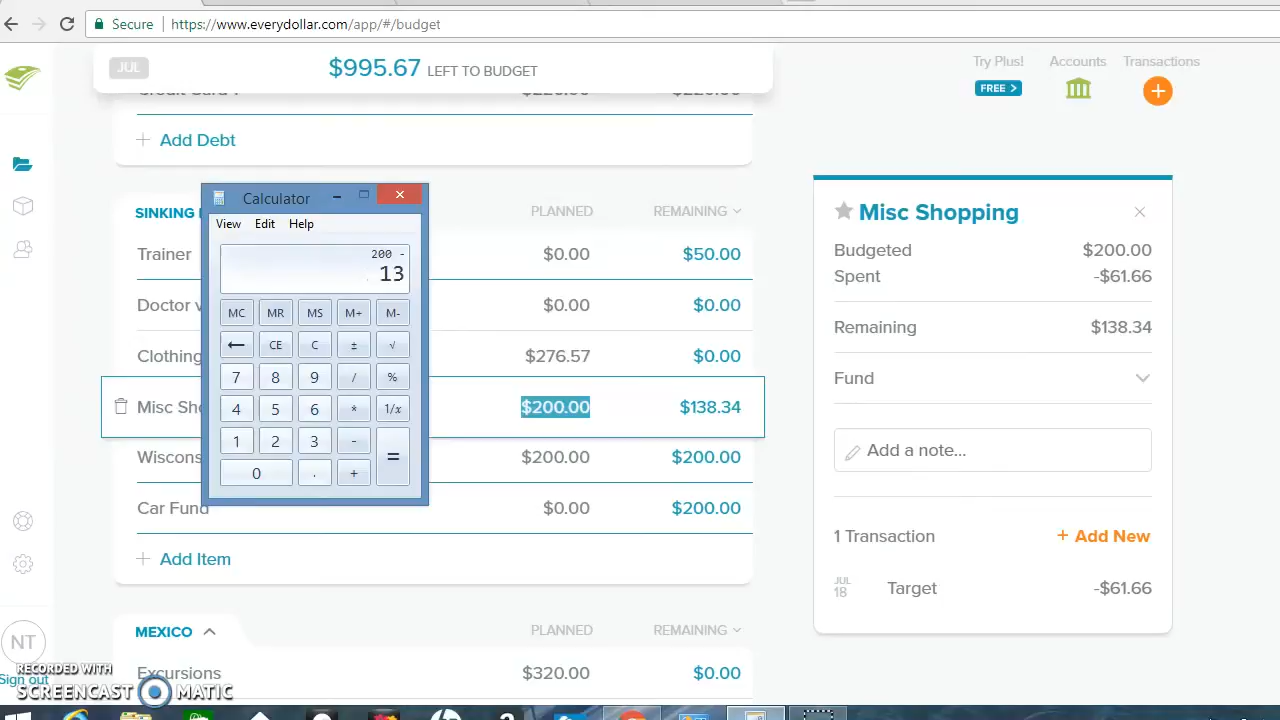 Secure https://www.everydollar.com/app/#/budget
JUL $995.67 LEFT TO BUDGET
Try Plus! Accounts Transactions
FREE >
+ Add Debt
Calculator
View Edit Help
200 -
13
MC MR MS M+ M-
← CE C ± √
7 8 9 / %
4 5 6 * 1/x
1 2 3 - =
0 . +
SINKING PLANNED REMAINING
Trainer $0.00 $50.00
Doctor $0.00 $0.00
Clothing $276.57 $0.00
Misc $200.00 $138.34
$200.00 $200.00
Car Fund $0.00 $200.00
+ Add Item
MEXICO PLANNED REMAINING
Excursions $320.00 $0.00
Misc Shopping
Budgeted $200.00
Spent -$61.66
Remaining $138.34
Fund
Add a note...
1 Transaction + Add New
JUL 18 Target -$61.66
NT
Sign out
RECORDED WITH
SCREENCAST MATIC